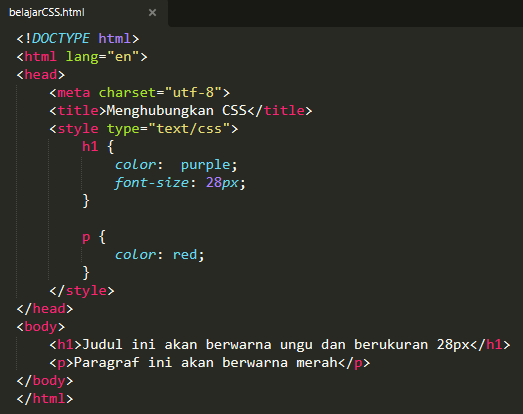 belajarCSS.html ×
<!DOCTYPE html>
<html lang="en">
<head>
    <meta charset="utf-8">
    <title>Menghubungkan CSS</title>
    <style type="text/css">
        h1 {
            color:  purple;
            font-size: 28px;
        }

        p {
            color: red;
        }
    </style>
</head>
<body>
    <h1>Judul ini akan berwarna ungu dan berukuran 28px</h1>
    <p>Paragraf ini akan berwarna merah</p>
</body>
</html>